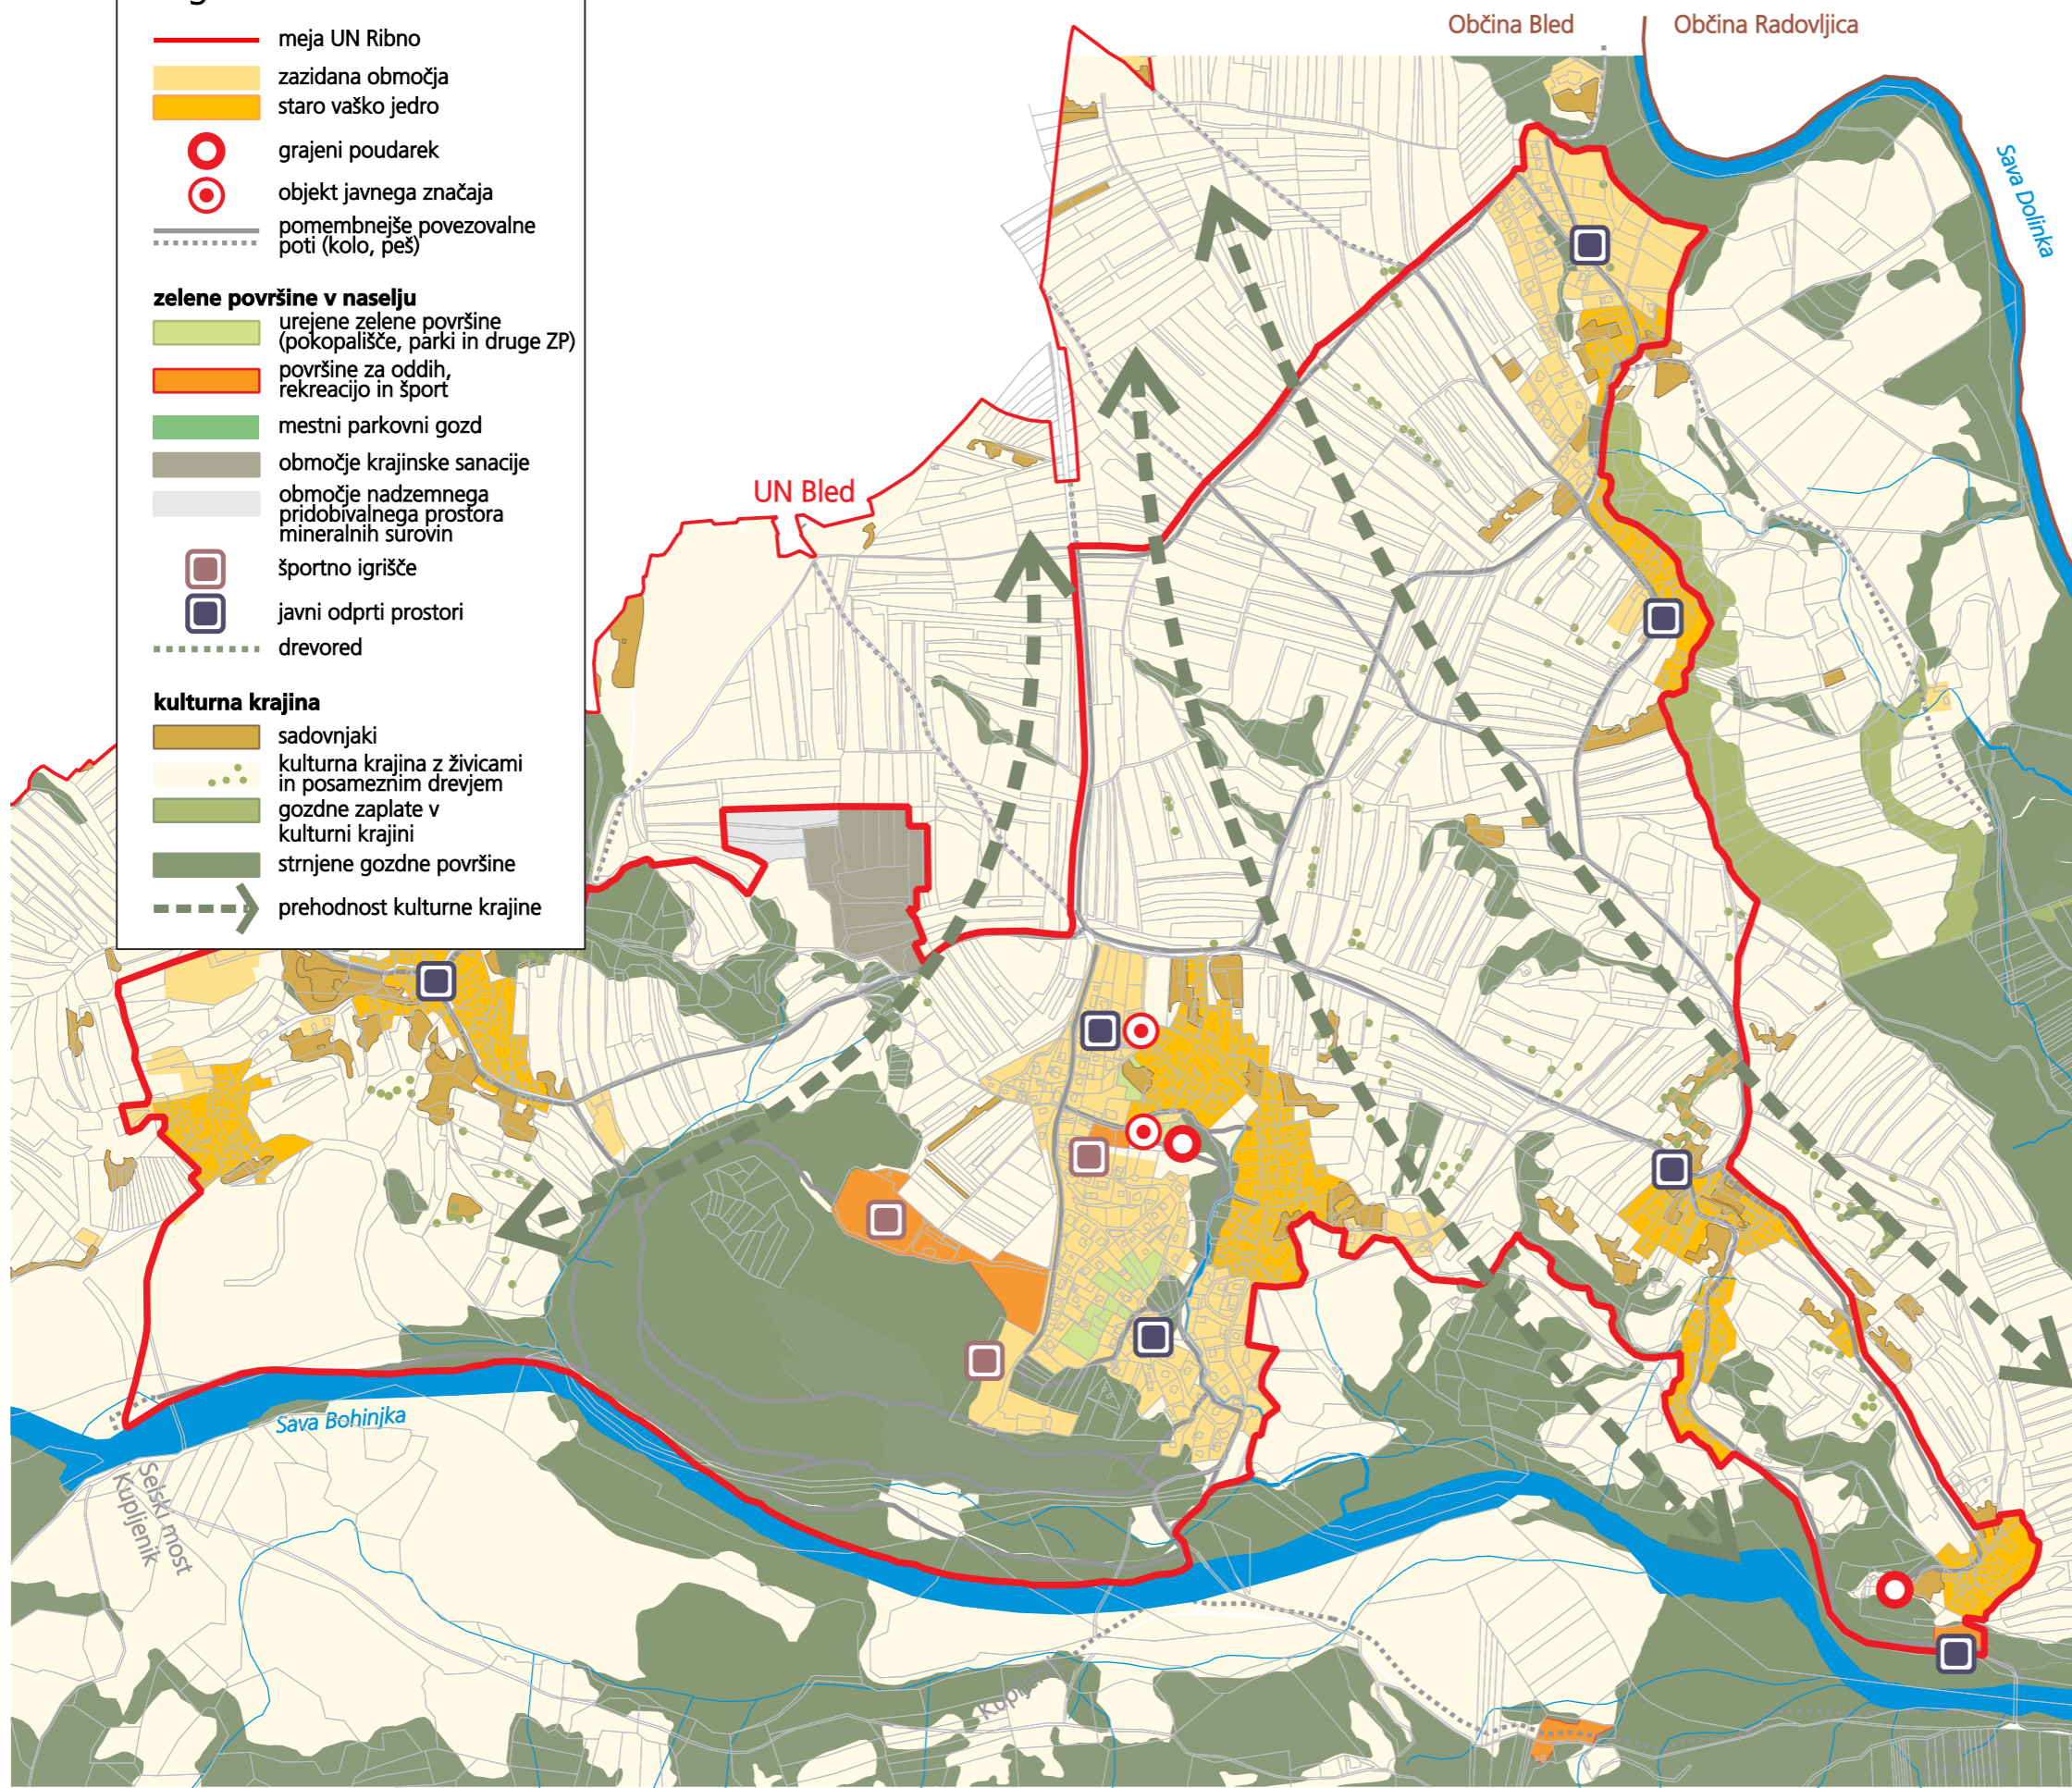 Občina Bled
Občina Radovljica
meja UN Ribno
zazidana območja
staro vaško jedro
grajeni poudarek
objekt javnega značaja
pomembnejše povezovalne
poti (kolo, peš)
zelene površine v naselju
urejene zelene površine
(pokopališče, parki in druge ZP)
površine za oddih,
rekreacijo in šport
mestni parkovni gozd
območje krajinske sanacije
območje nadzemnega
pridobivalnega prostora
mineralnih surovin
športno igrišče
javni odprti prostori
drevored
kulturna krajina
sadovnjaki
kulturna krajina z živicami
in posameznim drevjem
gozdne zaplate v
kulturni krajini
strnjene gozdne površine
prehodnost kulturne krajine
Sava Dolinka
UN Bled
Sava Bohinjka
Selski most
Kupljenik
Kupljenik